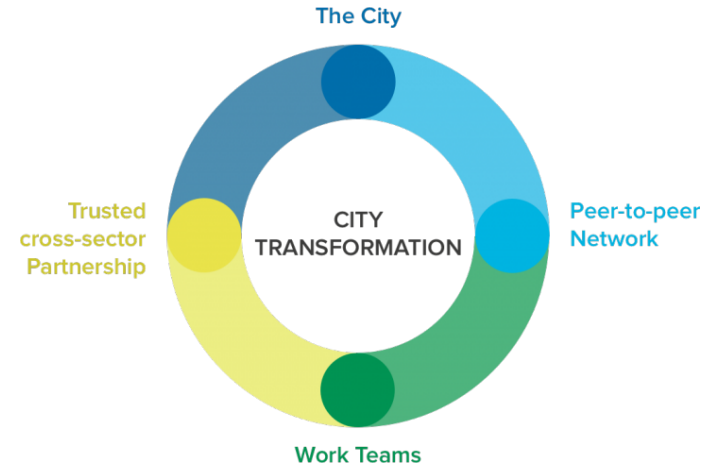 The City
Trusted
cross-sector
Partnership
CITY
TRANSFORMATION
Peer-to-peer
Network
Work Teams